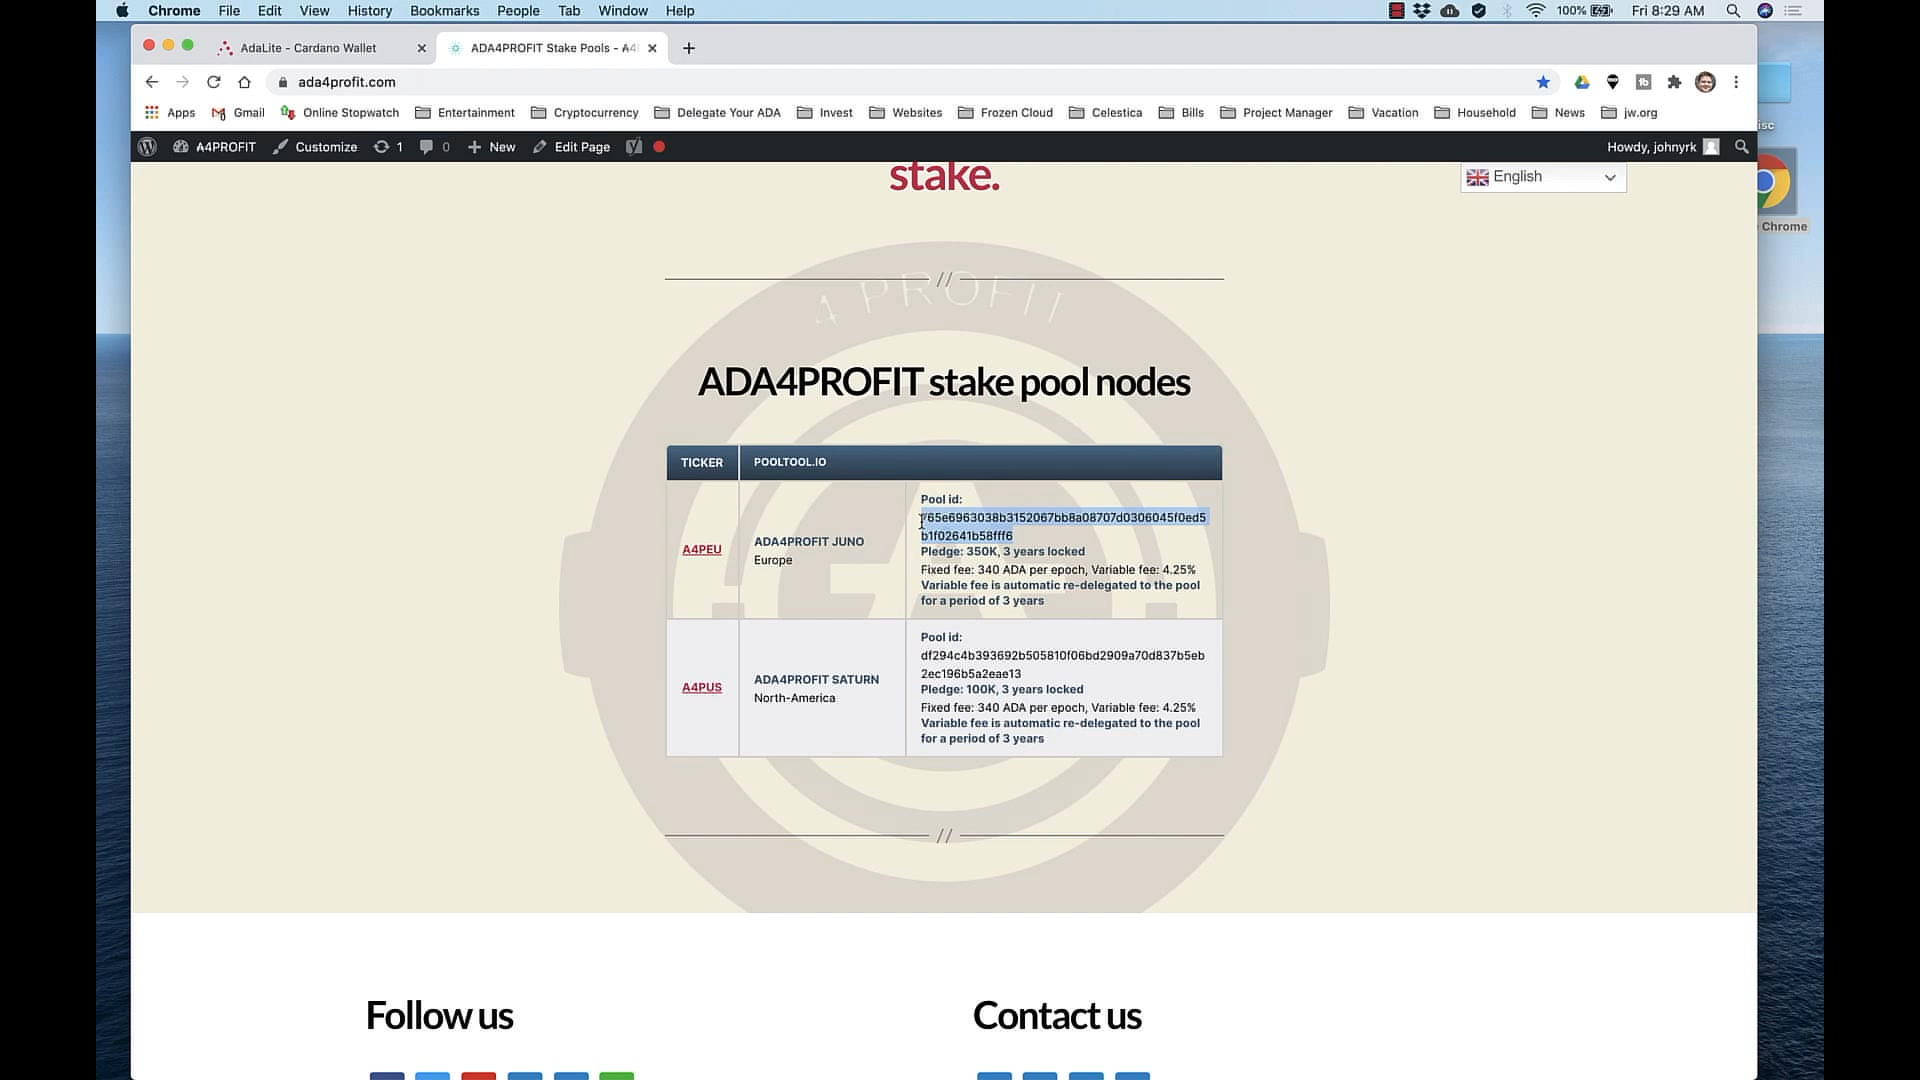 Chrome File Edit View History Bookmarks People Tab Window Help 100% Fri 8:29 AM
AdaLite - Cardano Wallet ADA4PROFIT Stake Pools - A4
ada4profit.com
Apps Gmail Online Stopwatch Entertainment Cryptocurrency Delegate Your ADA Invest Websites Frozen Cloud Celestica Bills Project Manager Vacation Household News jw.org
isc
A4PROFIT Customize 1 0 New Edit Page Howdy, johnyrk
stake.
English
Chrome
4 PROFIT
ADA4PROFIT stake pool nodes
TICKER POOLTOOL.IO
Pool id:
765e6963038b3152067bb8a08707d0306045f0ed5
b1f02641b58fff6
A4PEU
ADA4PROFIT JUNO
Europe
Pledge: 350K, 3 years locked
Fixed fee: 340 ADA per epoch, Variable fee: 4.25%
Variable fee is automatic re-delegated to the pool
for a period of 3 years
Pool id:
df294c4b393692b505810f06bd2909a70d837b5eb
2ec196b5a2eae13
A4PUS
ADA4PROFIT SATURN
North-America
Pledge: 100K, 3 years locked
Fixed fee: 340 ADA per epoch, Variable fee: 4.25%
Variable fee is automatic re-delegated to the pool
for a period of 3 years
Follow us
Contact us